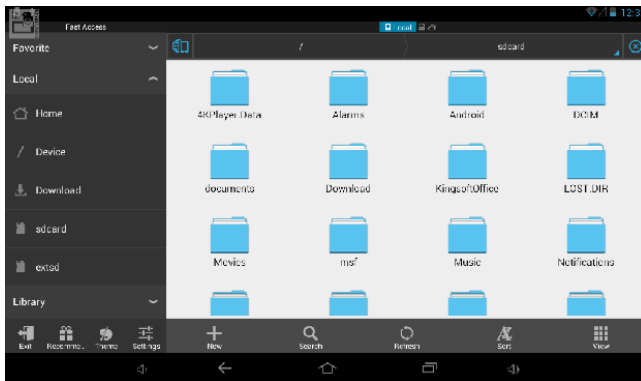 12:3
Fast Access
Local
Favorite
/
sdcard
Local
Home
Device
Download
sdcard
extsd
Library
4KPlayer.Data
Alarms
Android
DCIM
documents
Download
KingsoftOffice
LOST.DIR
Movies
msf
Music
Notifications
Exit
Recomme..
Theme
Settings
New
Search
Refresh
Sort
View